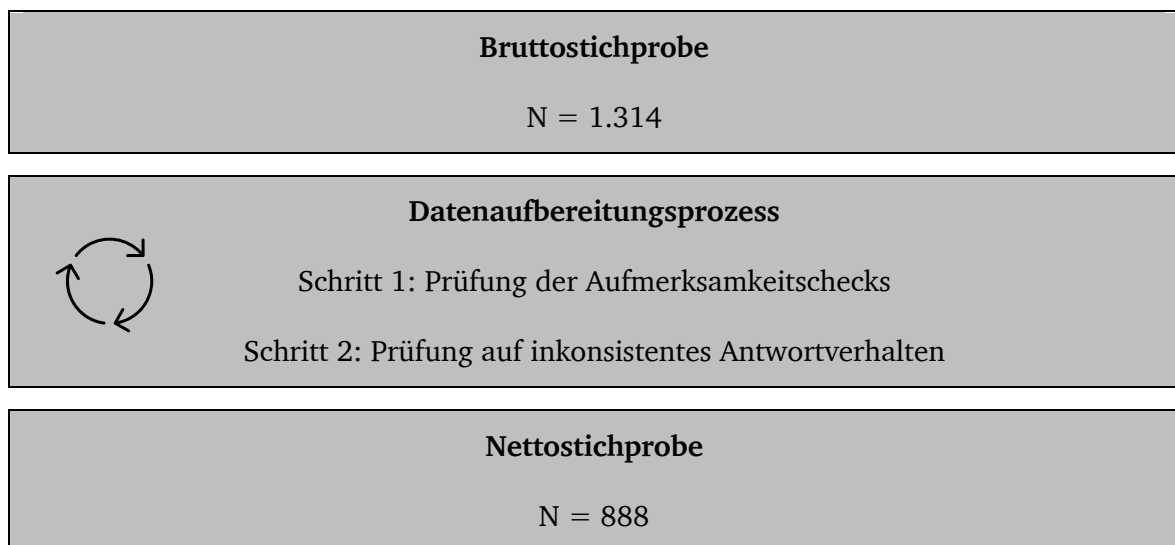 Bruttostichprobe
N = 1.314
Datenaufbereitungsprozess
Schritt 1: Prüfung der Aufmerksamkeitschecks
Schritt 2: Prüfung auf inkonsistentes Antwortverhalten
Nettostichprobe
N = 888